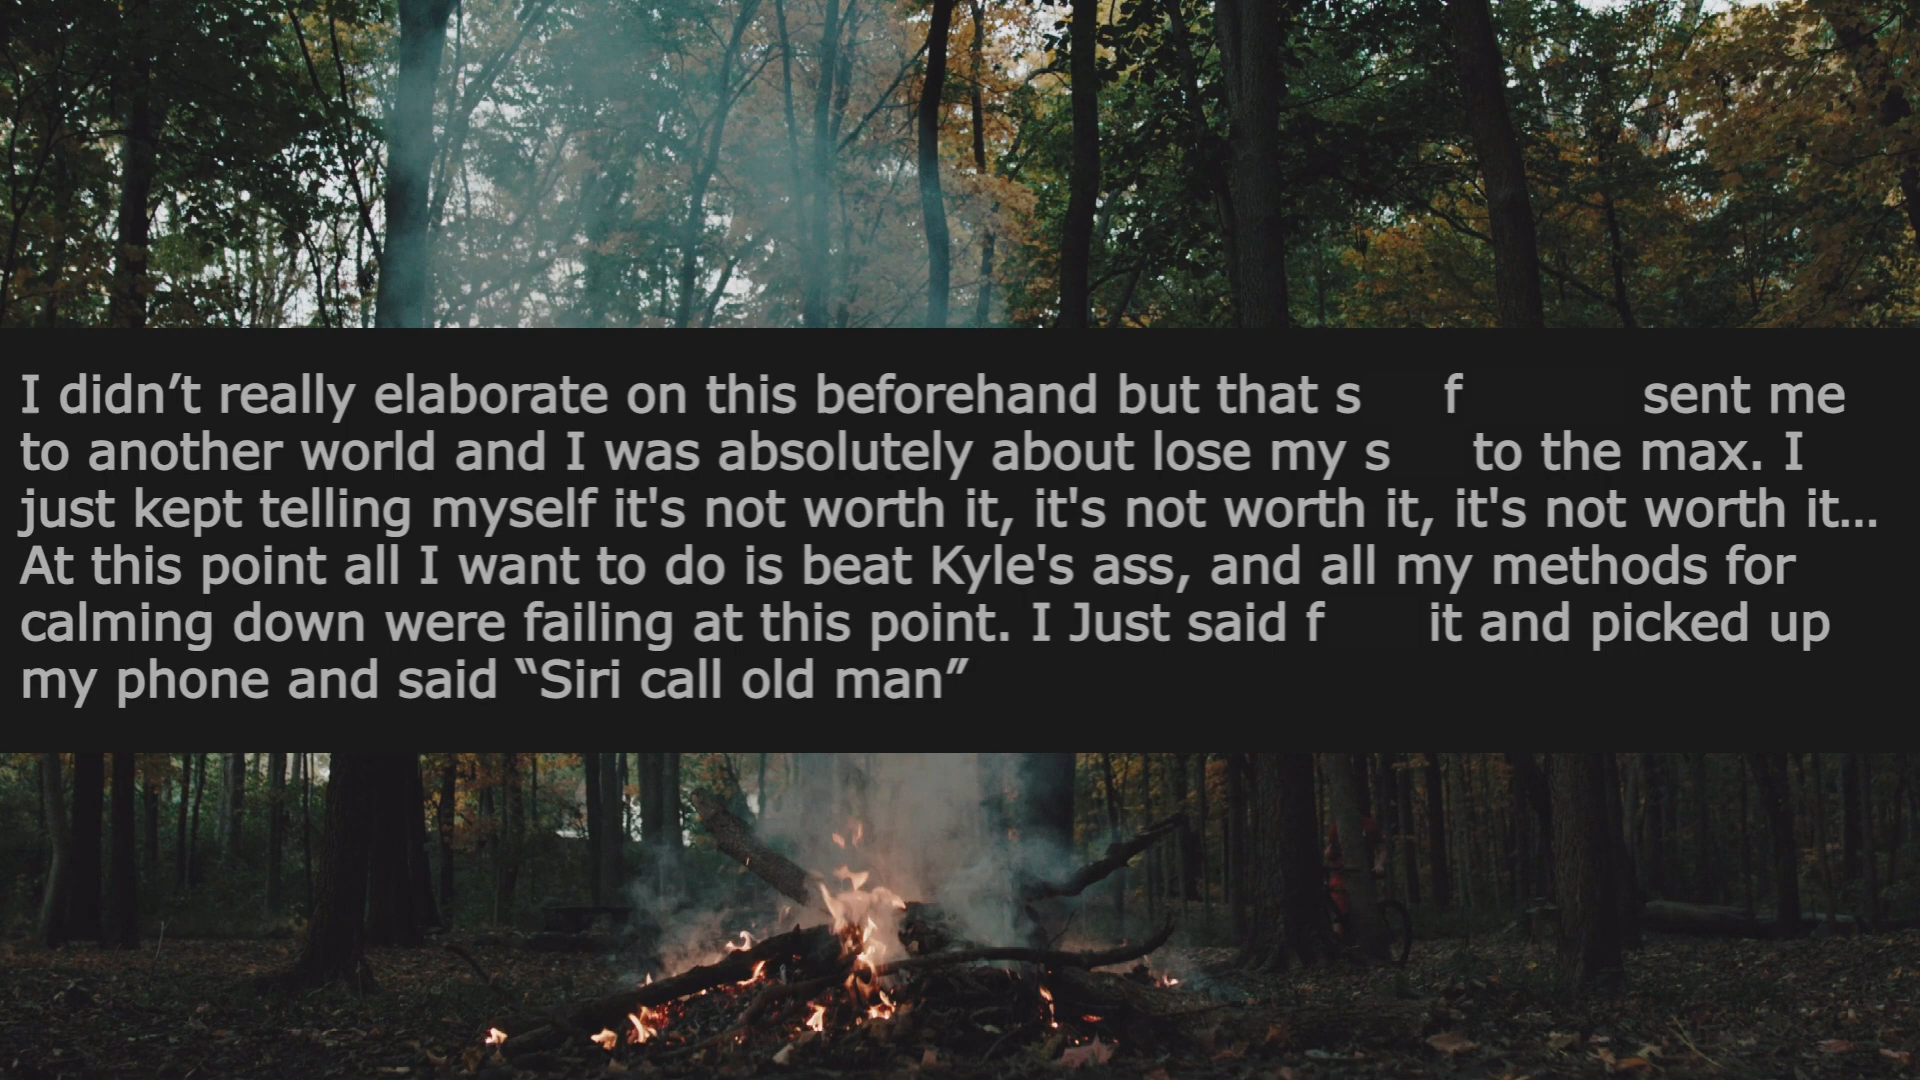 I didn’t really elaborate on this beforehand but that s f sent me
to another world and I was absolutely about lose my s to the max. I
just kept telling myself it's not worth it, it's not worth it, it's not worth it...
At this point all I want to do is beat Kyle's ass, and all my methods for
calming down were failing at this point. I Just said f it and picked up
my phone and said “Siri call old man”